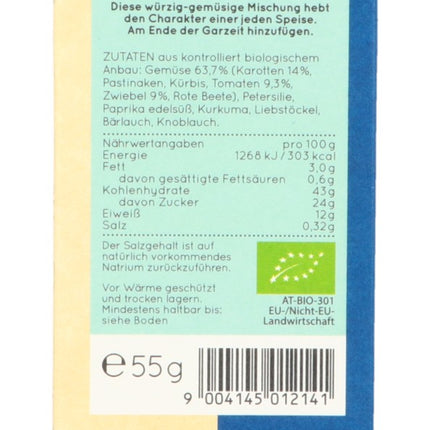 Diese würzig-gemüsige Mischung hebt
den Charakter einer jeden Speise.
Am Ende der Garzeit hinzufügen.
ZUTATEN aus kontrolliert biologischem
Anbau: Gemüse 63,7% (Karotten 14%,
Pastinaken, Kürbis, Tomaten 9,3%,
Zwiebel 9%, Rote Beete), Petersilie,
Paprika edelsüß, Kurkuma, Liebstöckel,
Bärlauch, Knoblauch.
Nährwertangaben pro 100g
Energie 1268 kJ / 303 kcal
Fett 3,0g
davon gesättigte Fettsäuren 0,6g
Kohlenhydrate 43g
davon Zucker 24g
Eiweiß 12g
Salz 0,32g
Der Salzgehalt ist auf
natürlich vorkommendes
Natrium zurückzuführen.
Vor Wärme geschützt
und trocken lagern.
Mindestens haltbar bis:
siehe Boden
AT-BIO-301
EU-/Nicht-EU-
Landwirtschaft
℮55g
9 004145 012141